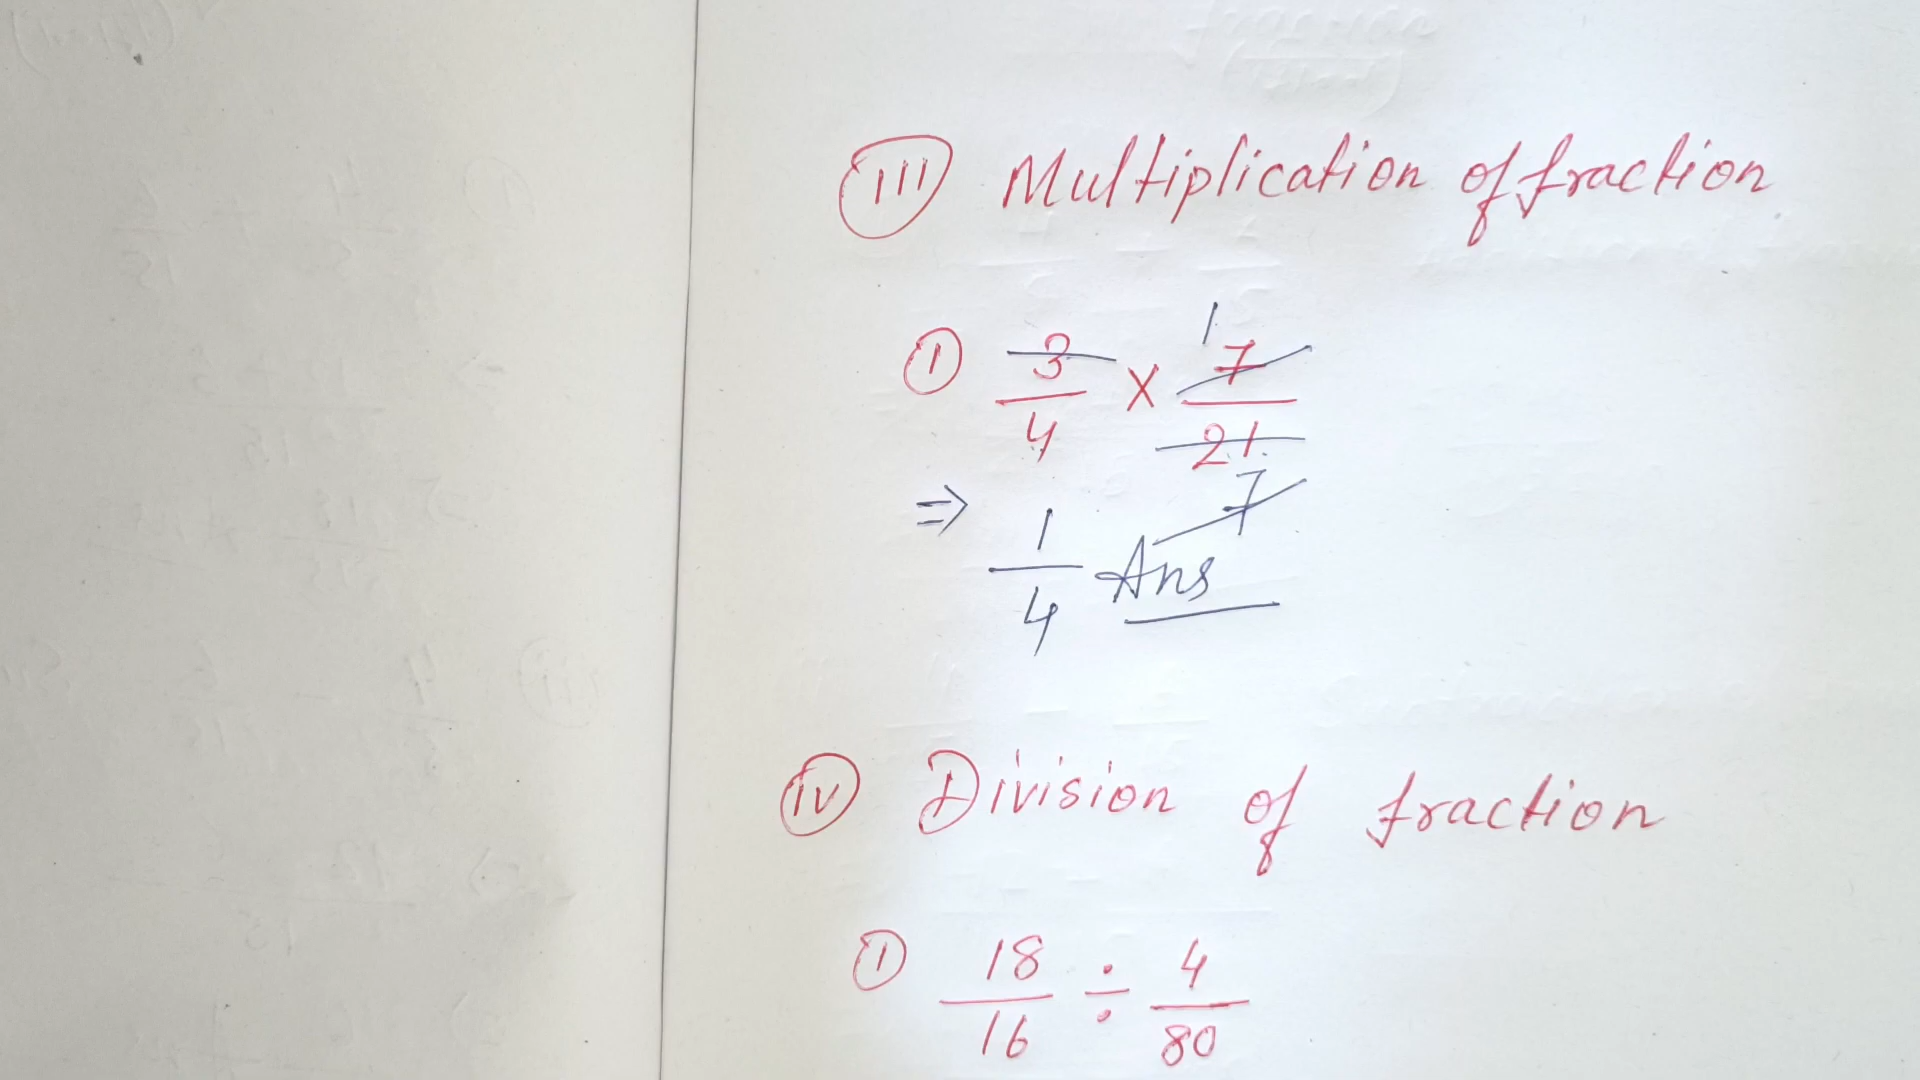 III Multiplication of fraction
1 3/4 × 7/21 1
7
⇒ 1/4 Ans
iv Division of fraction
1 18/16 ÷ 4/80